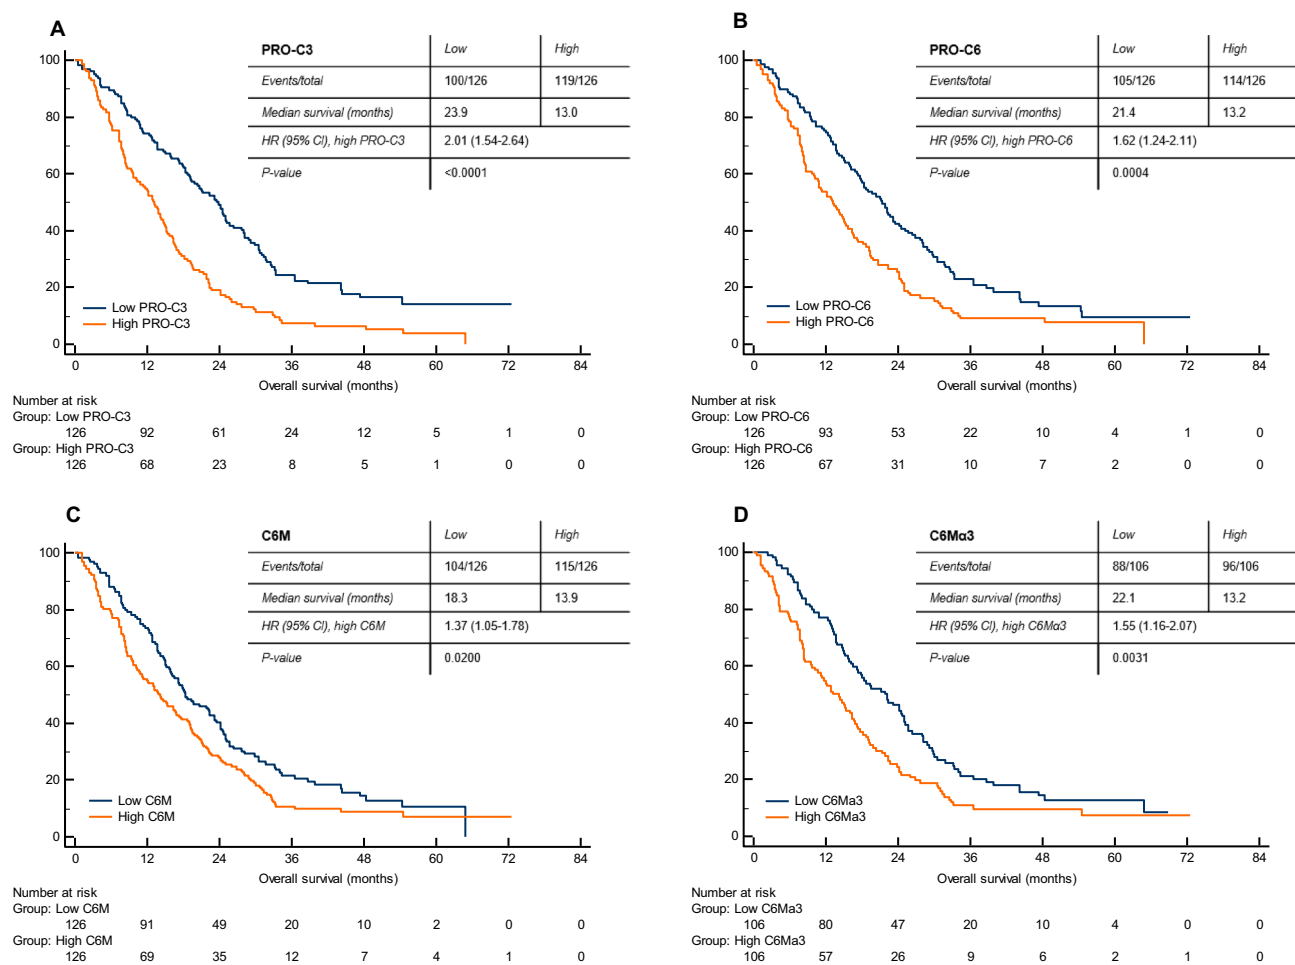 A
PRO-C3 Low High
Events/total 100/126 119/126
Median survival (months) 23.9 13.0
HR (95% CI), high PRO-C3 2.01 (1.54-2.64)
P-value <0.0001
100
80
60
40
20
0
Low PRO-C3
High PRO-C3
0 12 24 36 48 60 72 84
Overall survival (months)
Number at risk
Group: Low PRO-C3
126 92 61 24 12 5 1 0
Group: High PRO-C3
126 68 23 8 5 1 0 0
B
PRO-C6 Low High
Events/total 105/126 114/126
Median survival (months) 21.4 13.2
HR (95% CI), high PRO-C6 1.62 (1.24-2.11)
P-value 0.0004
100
80
60
40
20
0
Low PRO-C6
High PRO-C6
0 12 24 36 48 60 72 84
Overall survival (months)
Number at risk
Group: Low PRO-C6
126 93 53 22 10 4 1 0
Group: High PRO-C6
126 67 31 10 7 2 0 0
C
C6M Low High
Events/total 104/126 115/126
Median survival (months) 18.3 13.9
HR (95% CI), high C6M 1.37 (1.05-1.78)
P-value 0.0200
100
80
60
40
20
0
Low C6M
High C6M
0 12 24 36 48 60 72 84
Overall survival (months)
Number at risk
Group: Low C6M
126 91 49 20 10 2 0 0
Group: High C6M
126 69 35 12 7 4 1 0
D
C6Mα3 Low High
Events/total 88/106 96/106
Median survival (months) 22.1 13.2
HR (95% CI), high C6Mα3 1.55 (1.16-2.07)
P-value 0.0031
100
80
60
40
20
0
Low C6Ma3
High C6Ma3
0 12 24 36 48 60 72 84
Overall survival (months)
Number at risk
Group: Low C6Ma3
106 80 47 20 10 4 0 0
Group: High C6Ma3
106 57 26 9 6 2 1 0